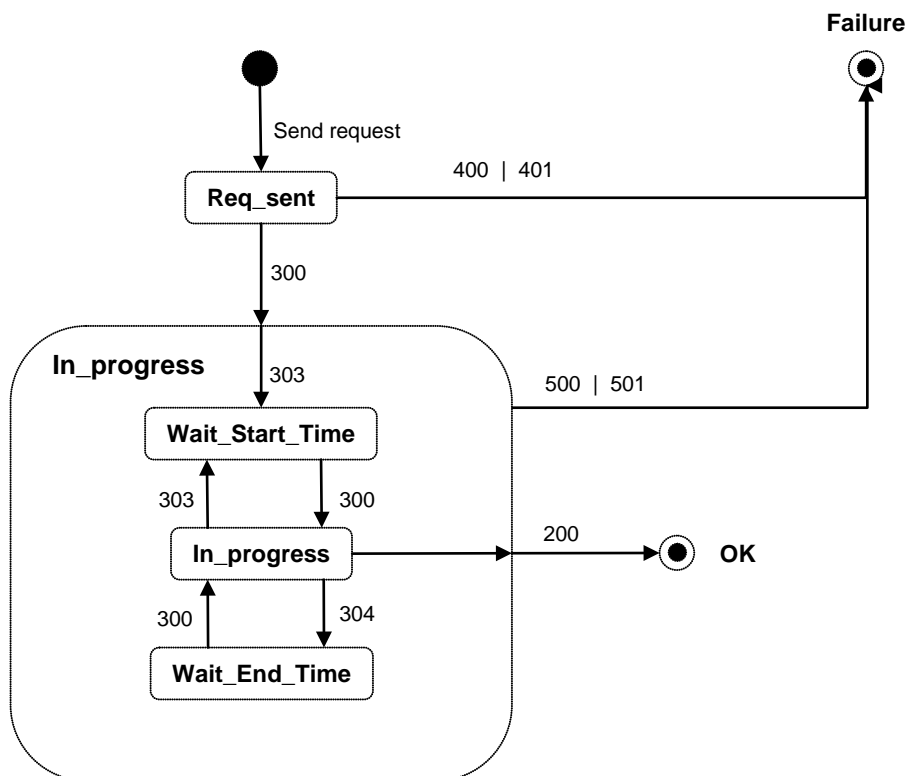 Failure
Send request
400 | 401
Req_sent
300
In_progress
303
500 | 501
Wait_Start_Time
303
300
200
In_progress
OK
300
304
Wait_End_Time